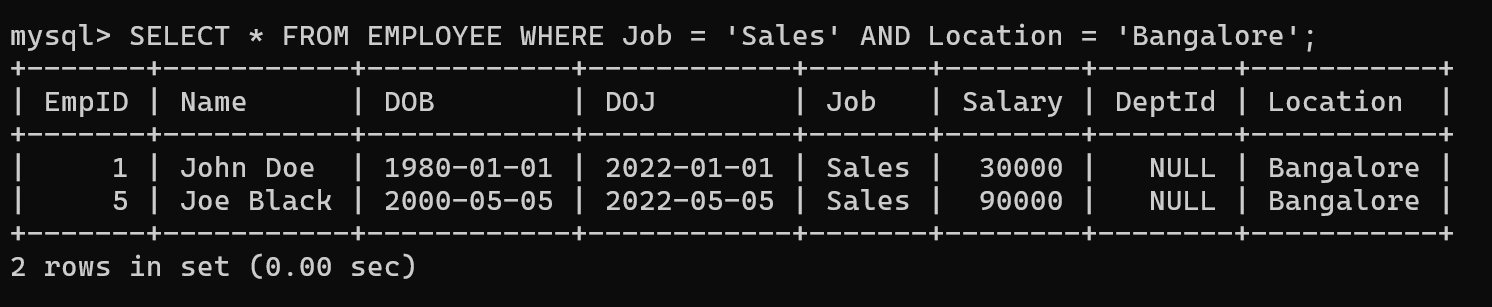 mysql> SELECT * FROM EMPLOYEE WHERE Job = 'Sales' AND Location = 'Bangalore';
+-------+-----------+------------+------------+-------+--------+--------+-----------+
| EmpID | Name      | DOB        | DOJ        | Job   | Salary | DeptId | Location  |
+-------+-----------+------------+------------+-------+--------+--------+-----------+
|     1 | John Doe  | 1980-01-01 | 2022-01-01 | Sales |  30000 |   NULL | Bangalore |
|     5 | Joe Black | 2000-05-05 | 2022-05-05 | Sales |  90000 |   NULL | Bangalore |
+-------+-----------+------------+------------+-------+--------+--------+-----------+
2 rows in set (0.00 sec)